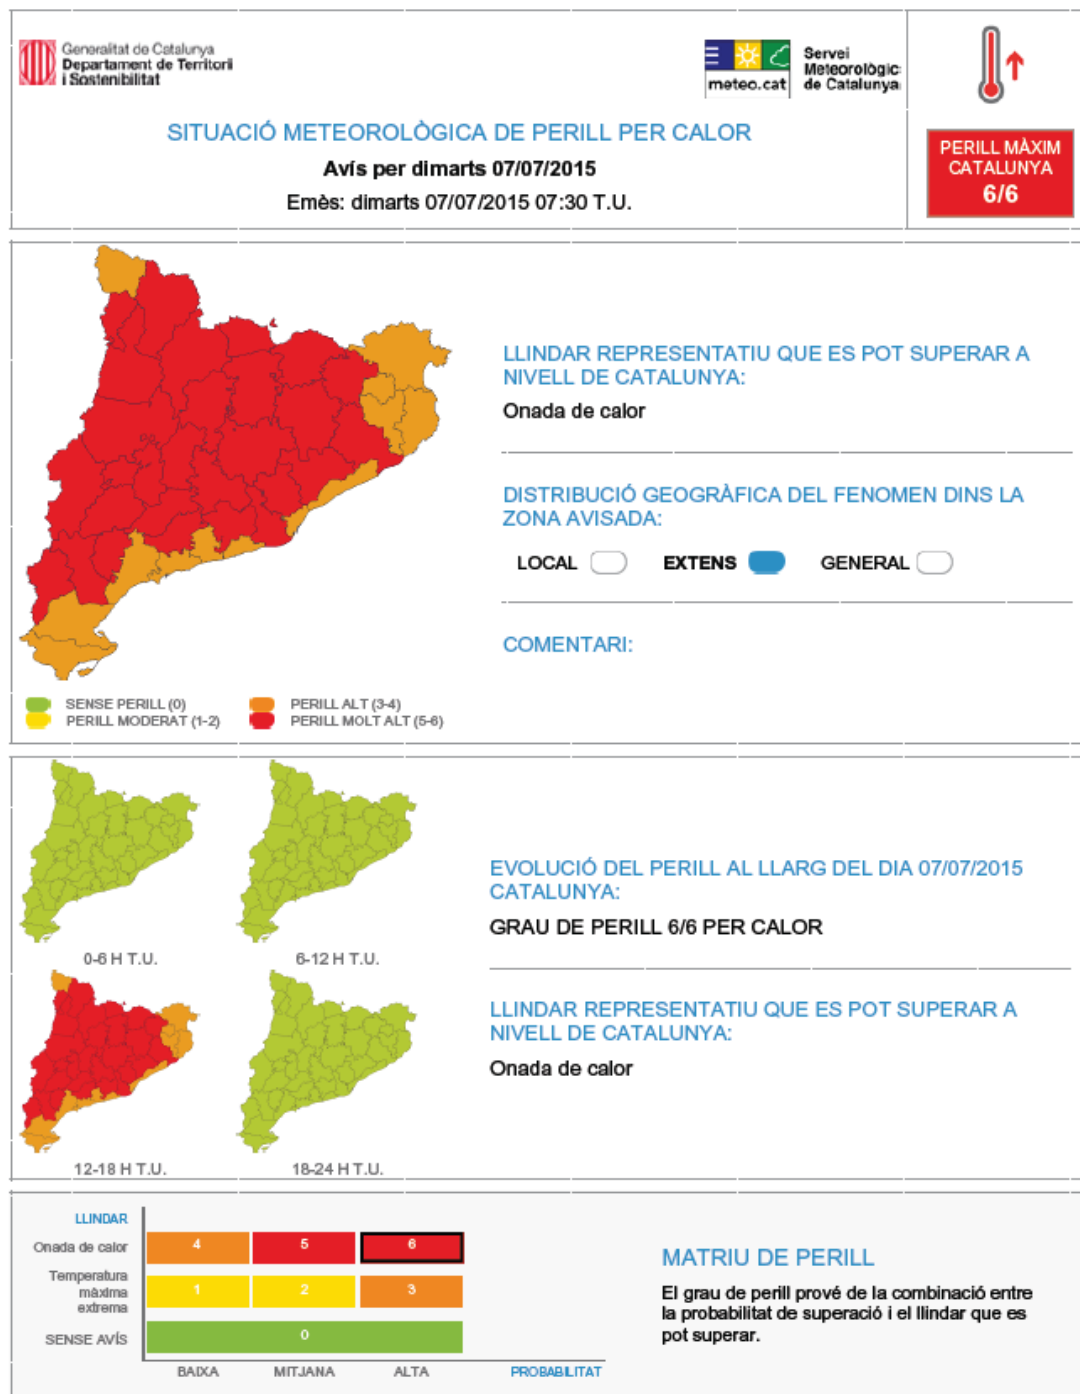 Generalitat de Catalunya
Departament de Territori
i Sostenibilitat
meteo.cat
Servei
Meteorològic
de Catalunya
SITUACIÓ METEOROLÒGICA DE PERILL PER CALOR
Avís per dimarts 07/07/2015
Emès: dimarts 07/07/2015 07:30 T.U.
PERILL MÀXIM
CATALUNYA
6/6
LLINDAR REPRESENTATIU QUE ES POT SUPERAR A
NIVELL DE CATALUNYA:
Onada de calor
DISTRIBUCIÓ GEOGRÀFICA DEL FENOMEN DINS LA
ZONA AVISADA:
LOCAL EXTENS GENERAL
COMENTARI:
SENSE PERILL (0)
PERILL MODERAT (1-2)
PERILL ALT (3-4)
PERILL MOLT ALT (5-6)
0-6 H T.U.
6-12 H T.U.
12-18 H T.U.
18-24 H T.U.
EVOLUCIÓ DEL PERILL AL LLARG DEL DIA 07/07/2015
CATALUNYA:
GRAU DE PERILL 6/6 PER CALOR
LLINDAR REPRESENTATIU QUE ES POT SUPERAR A
NIVELL DE CATALUNYA:
Onada de calor
LLINDAR
Onada de calor 4 5 6
Temperatura
màxima
extrema
1 2 3
SENSE AVÍS 0
BAIXA MITJANA ALTA PROBABILITAT
MATRIU DE PERILL
El grau de perill prové de la combinació entre
la probabilitat de superació i el llindar que es
pot superar.